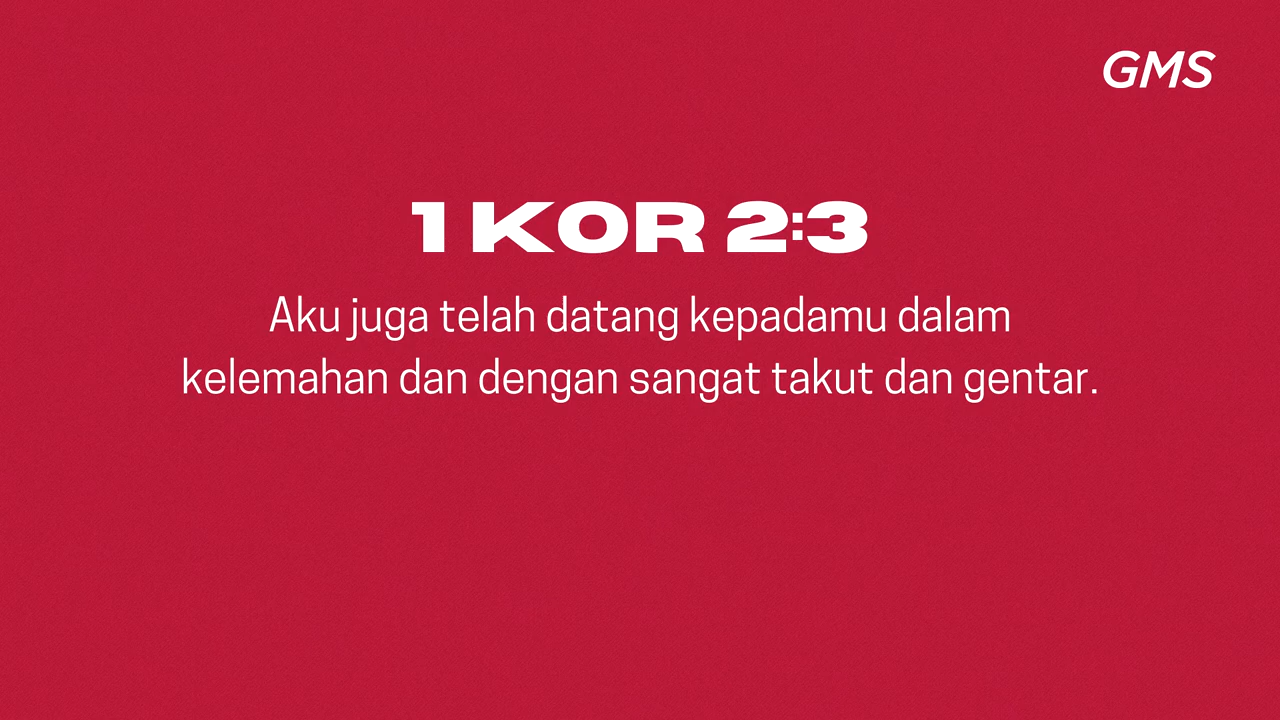 GMS
1 KOR 2:3
Aku juga telah datang kepadamu dalam
kelemahan dan dengan sangat takut dan gentar.